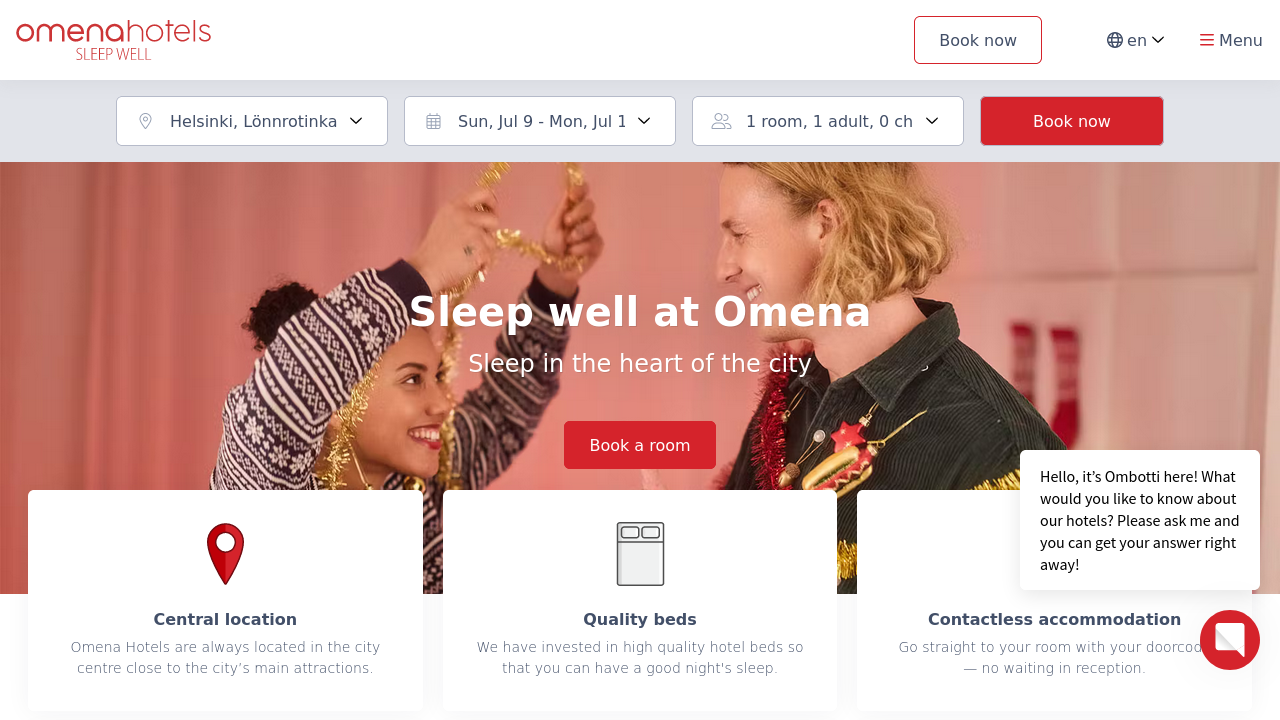 omenahotels
SLEEP WELL
Book now
en
Menu
Helsinki, Lönnrotinka
Sun, Jul 9 - Mon, Jul 1
1 room, 1 adult, 0 ch
Book now
Sleep well at Omena
Sleep in the heart of the city
Book a room
Hello, it's Ombotti here! What
would you like to know about
our hotels? Please ask me and
you can get your answer right
away!
Central location
Omena Hotels are always located in the city
centre close to the city’s main attractions.
Quality beds
We have invested in high quality hotel beds so
that you can have a good night's sleep.
Contactless accommodation
Go straight to your room with your doorcod
— no waiting in reception.